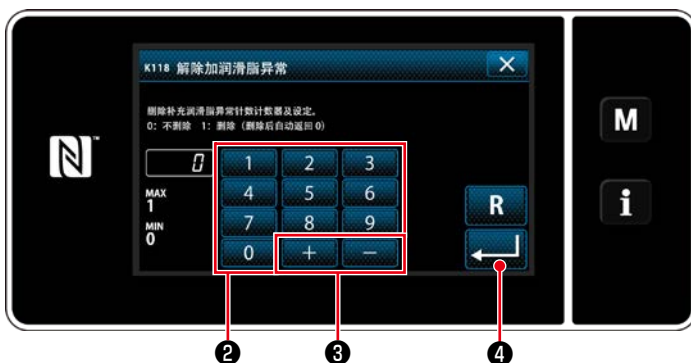 K118 解除加润滑脂异常
删除补充润滑脂异常针数计数器及设定。
0: 不删除 1: 删除（删除后自动返回 0）
0
1 2 3
MAX
1
4 5 6
MIN
0
7 8 9
0 + −
R
M
i
N
❷ ❸ ❹